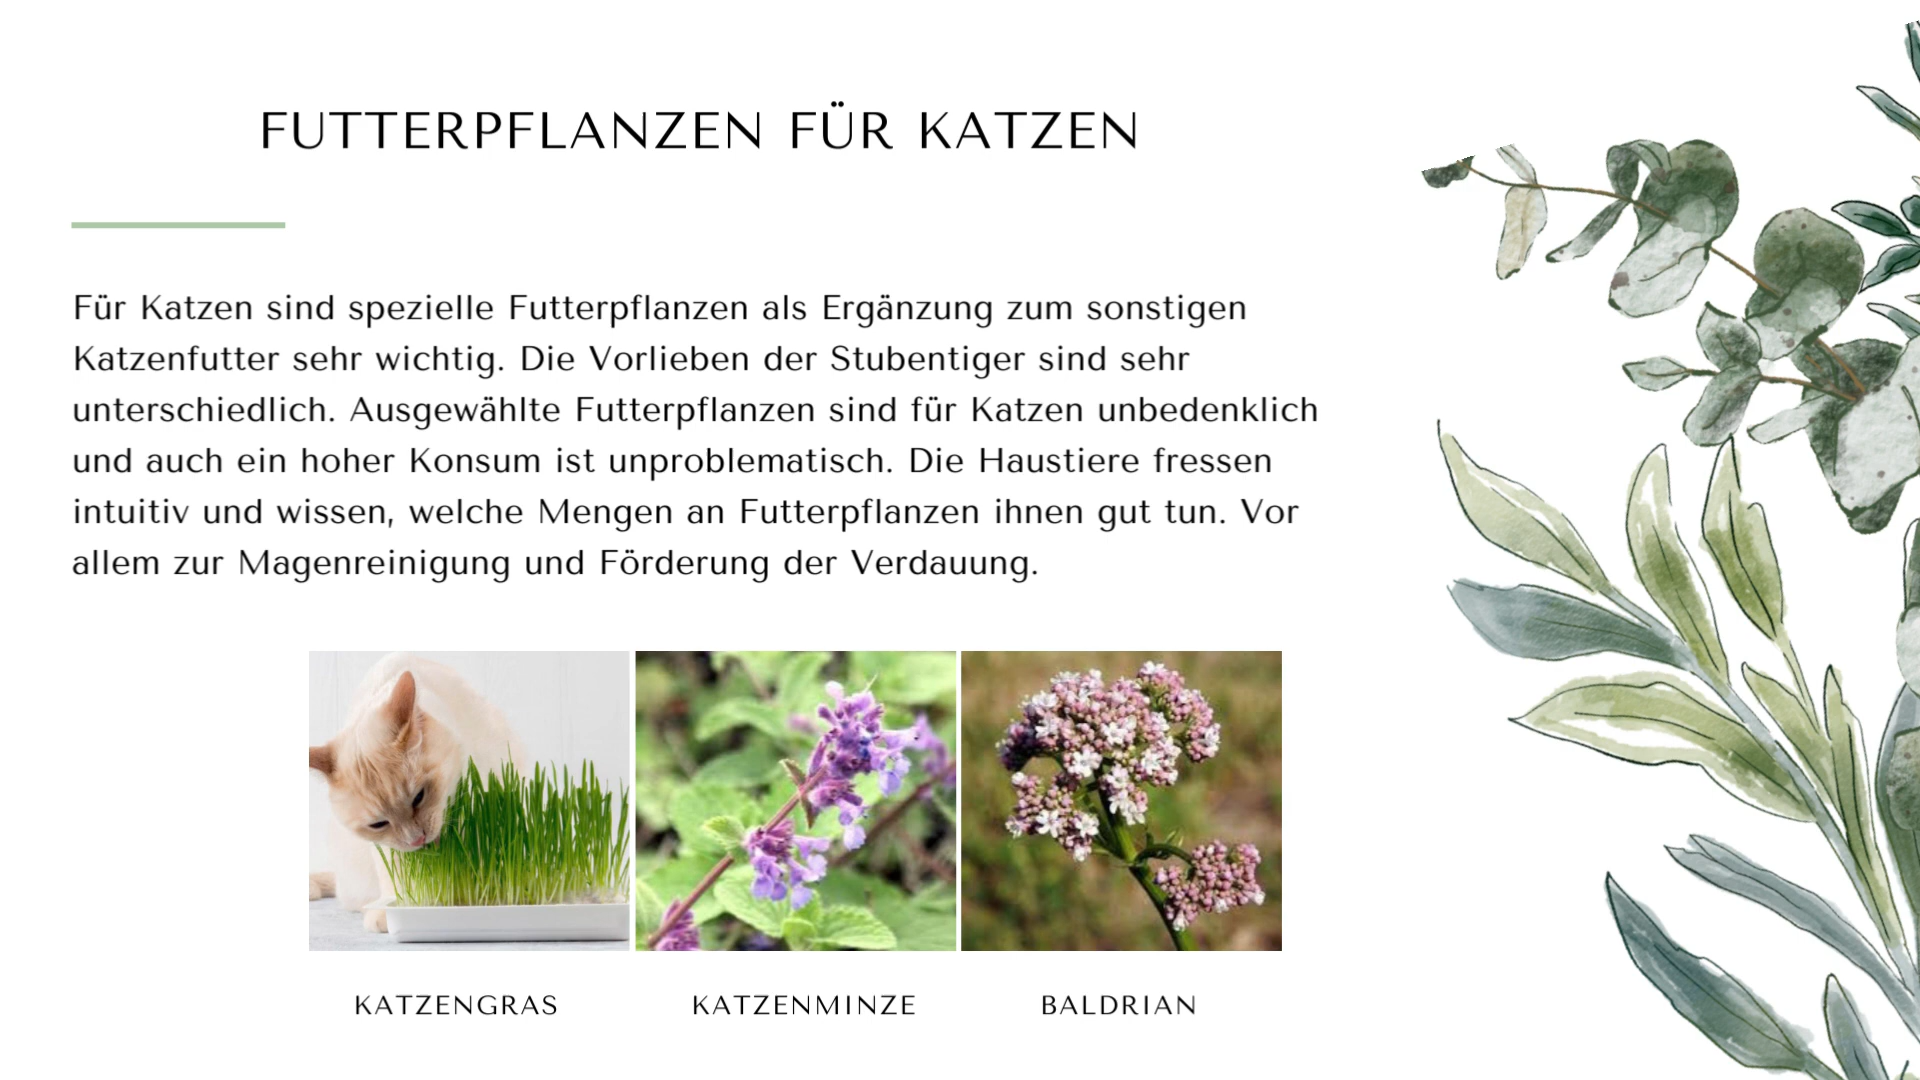 FUTTERPFLANZEN FÜR KATZEN
Für Katzen sind spezielle Futterpflanzen als Ergänzung zum sonstigen
Katzenfutter sehr wichtig. Die Vorlieben der Stubentiger sind sehr
unterschiedlich. Ausgewählte Futterpflanzen sind für Katzen unbedenklich
und auch ein hoher Konsum ist unproblematisch. Die Haustiere fressen
intuitiv und wissen, welche Mengen an Futterpflanzen ihnen gut tun. Vor
allem zur Magenreinigung und Förderung der Verdauung.
KATZENGRAS
KATZENMINZE
BALDRIAN